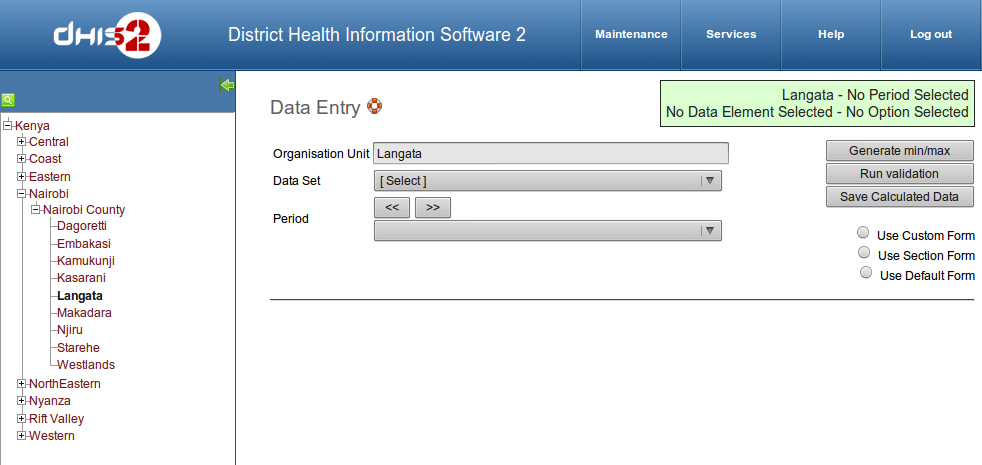 dhis2
District Health Information Software 2
Maintenance
Services
Help
Log out
Kenya
Central
Coast
Eastern
Nairobi
Nairobi County
Dagoretti
Embakasi
Kamukunji
Kasarani
Langata
Makadara
Njiru
Starehe
Westlands
NorthEastern
Nyanza
Rift Valley
Western
Data Entry
Langata - No Period Selected
No Data Element Selected - No Option Selected
Organisation Unit Langata
Data Set [ Select ]
Period << >>
Generate min/max
Run validation
Save Calculated Data
Use Custom Form
Use Section Form
Use Default Form